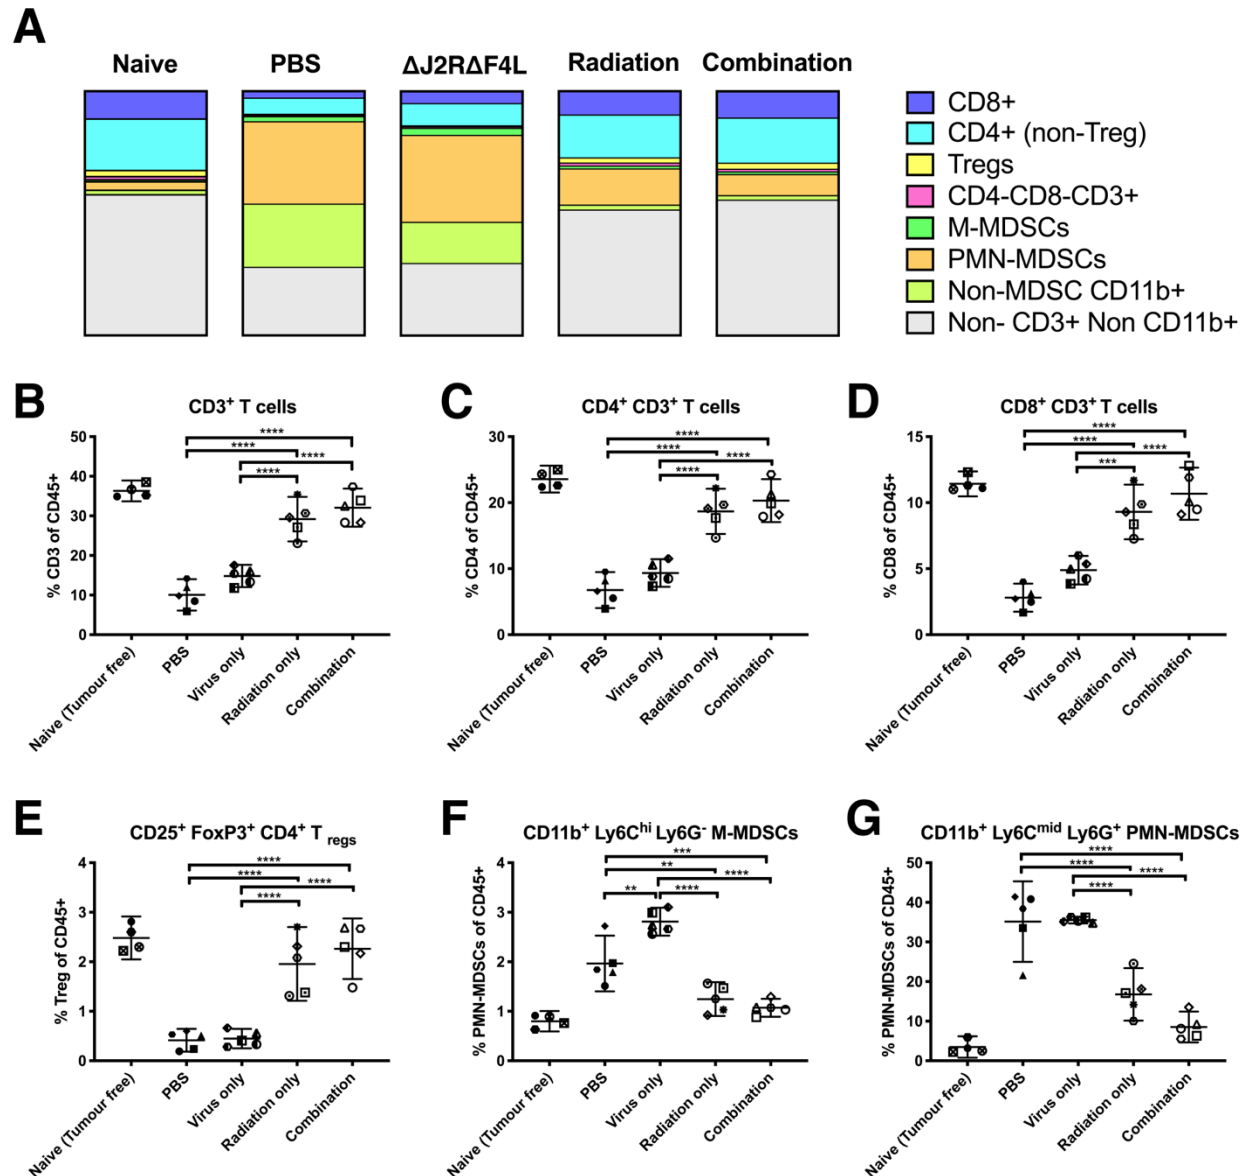 A
Naive
PBS
ΔJ2RΔF4L
Radiation
Combination
CD8+
CD4+ (non-Treg)
Tregs
CD4-CD8-CD3+
M-MDSCs
PMN-MDSCs
Non-MDSC CD11b+
Non- CD3+ Non CD11b+
B
CD3+ T cells
% CD3 of CD45+
50
40
30
20
10
0
****
****
****
****
Naive (Tumour free)
PBS
Virus only
Radiation only
Combination
C
CD4+ CD3+ T cells
% CD4 of CD45+
30
20
10
0
****
****
****
****
Naive (Tumour free)
PBS
Virus only
Radiation only
Combination
D
CD8+ CD3+ T cells
% CD8 of CD45+
15
10
5
0
****
****
****
***
Naive (Tumour free)
PBS
Virus only
Radiation only
Combination
E
CD25+ FoxP3+ CD4+ T regs
% Treg of CD45+
4
3
2
1
0
****
****
****
****
Naive (Tumour free)
PBS
Virus only
Radiation only
Combination
F
CD11b+ Ly6Chi Ly6G- M-MDSCs
% PMN-MDSCs of CD45+
4
3
2
1
0
***
**
****
** ****
Naive (Tumour free)
PBS
Virus only
Radiation only
Combination
G
CD11b+ Ly6Cmid Ly6G+ PMN-MDSCs
% PMN-MDSCs of CD45+
50
40
30
20
10
0
****
****
****
****
Naive (Tumour free)
PBS
Virus only
Radiation only
Combination